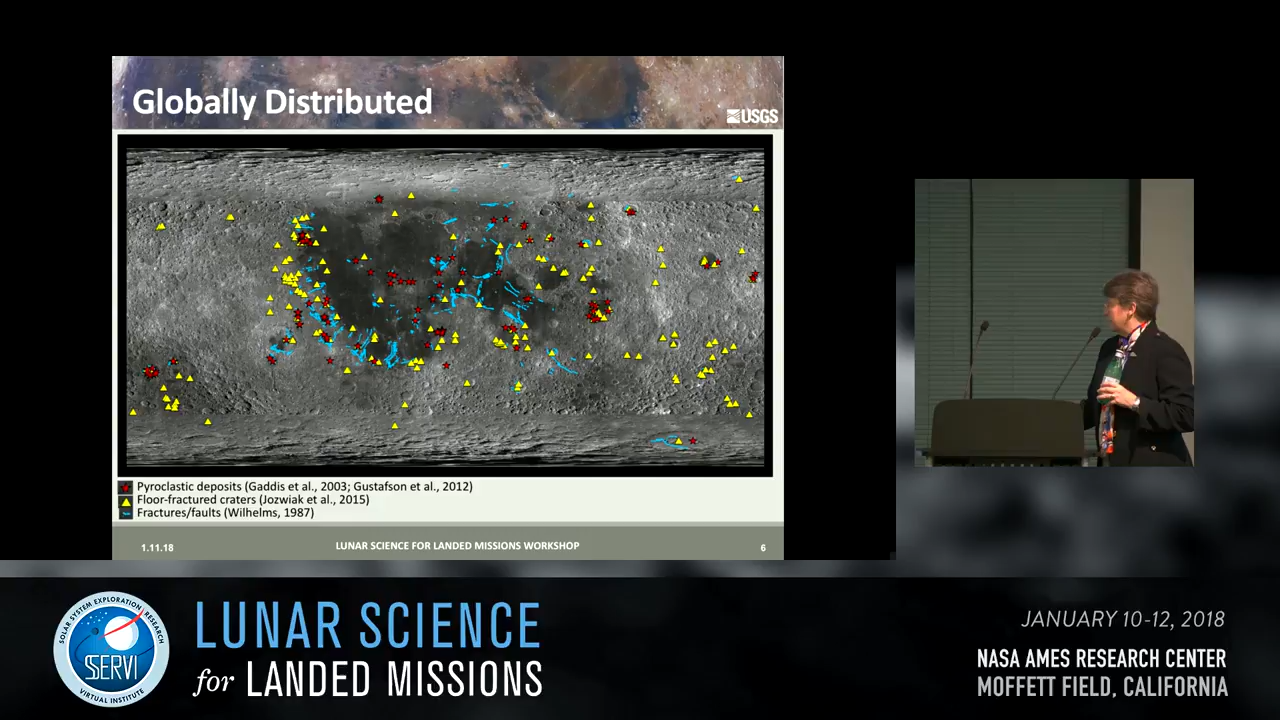 Globally Distributed
USGS
Pyroclastic deposits (Gaddis et al., 2003; Gustafson et al., 2012)
Floor-fractured craters (Jozwiak et al., 2015)
Fractures/faults (Wilhelms, 1987)
1.11.18
LUNAR SCIENCE FOR LANDED MISSIONS WORKSHOP
6
SOLAR SYSTEM EXPLORATION RESEARCH
SSERVI
VIRTUAL INSTITUTE
LUNAR SCIENCE
for LANDED MISSIONS
JANUARY 10-12, 2018
NASA AMES RESEARCH CENTER
MOFFETT FIELD, CALIFORNIA